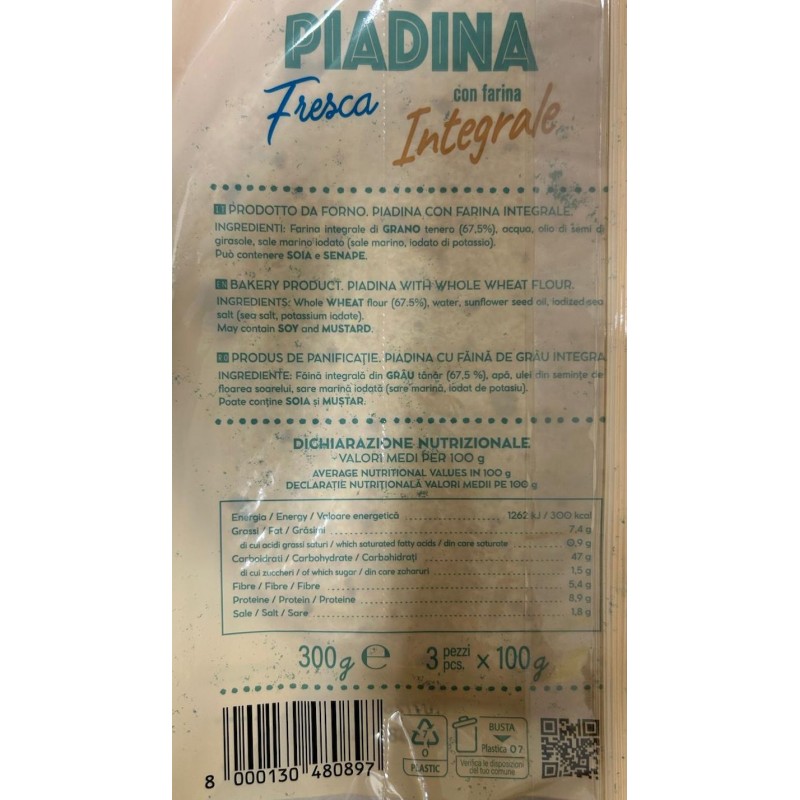 PIADINA
Fresca
con farina
Integrale
IT PRODOTTO DA FORNO. PIADINA CON FARINA INTEGRALE.
INGREDIENTI: Farina integrale di GRANO tenero (67,5%), acqua, olio di semi di
girasole, sale marino iodato (sale marino, iodato di potassio).
Può contenere SOIA e SENAPE.
EN BAKERY PRODUCT. PIADINA WITH WHOLE WHEAT FLOUR.
INGREDIENTS: Whole WHEAT flour (67.5%), water, sunflower seed oil, iodized sea
salt (sea salt, potassium iodate).
May contain SOY and MUSTARD.
RO PRODUS DE PANIFICAȚIE. PIADINA CU FĂINĂ DE GRÂU INTEGRA
INGREDIENTE: Făină integrală din GRÂU tânăr (67,5 %), apă, ulei din semințe de
floarea soarelui, sare marină iodată (sare marină, iodat de potasiu).
Poate conține SOIA și MUSTAR.
DICHIARAZIONE NUTRIZIONALE
VALORI MEDI PER 100 g
AVERAGE NUTRITIONAL VALUES IN 100 g
DECLARAȚIE NUTRIȚIONALĂ VALORI MEDII PE 100 g
Energia / Energy / Valoare energetică 1262 kJ / 300 kcal
Grassi / Fat / Grăsimi 7,4 g
di cui acidi grassi saturi / which saturated fatty acids / din care saturate 0,9 g
Carboidrati / Carbohydrate / Carbohidrați 47 g
di cui zuccheri / of which sugar / din care zaharuri 1,5 g
Fibre / Fibre / Fibre 5,4 g
Proteine / Protein / Proteine 8,9 g
Sale / Salt / Sare 1,8 g
300 g e 3 pezzi pcs. x 100 g
8 000130 480897
7
O
PLASTIC
BUSTA
Plastica O 7
Verifica le disposizioni
del tuo comune